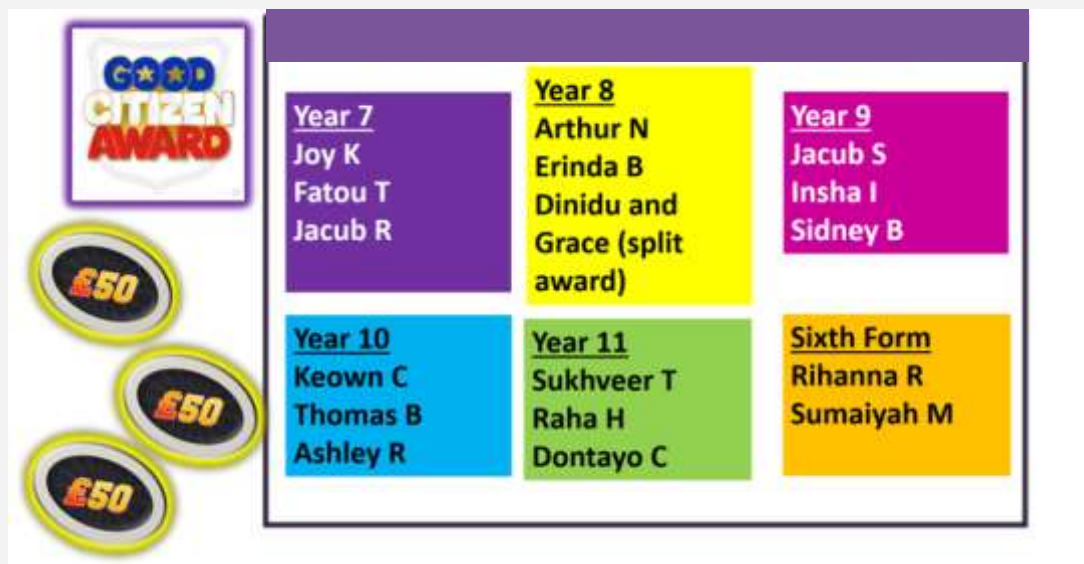 GOOD
CITIZEN
AWARD
£50
£50
£50
Year 7
Joy K
Fatou T
Jacub R
Year 8
Arthur N
Erinda B
Dinidu and
Grace (split
award)
Year 9
Jacub S
Insha I
Sidney B
Year 10
Keown C
Thomas B
Ashley R
Year 11
Sukhveer T
Raha H
Dontayo C
Sixth Form
Rihanna R
Sumaiyah M